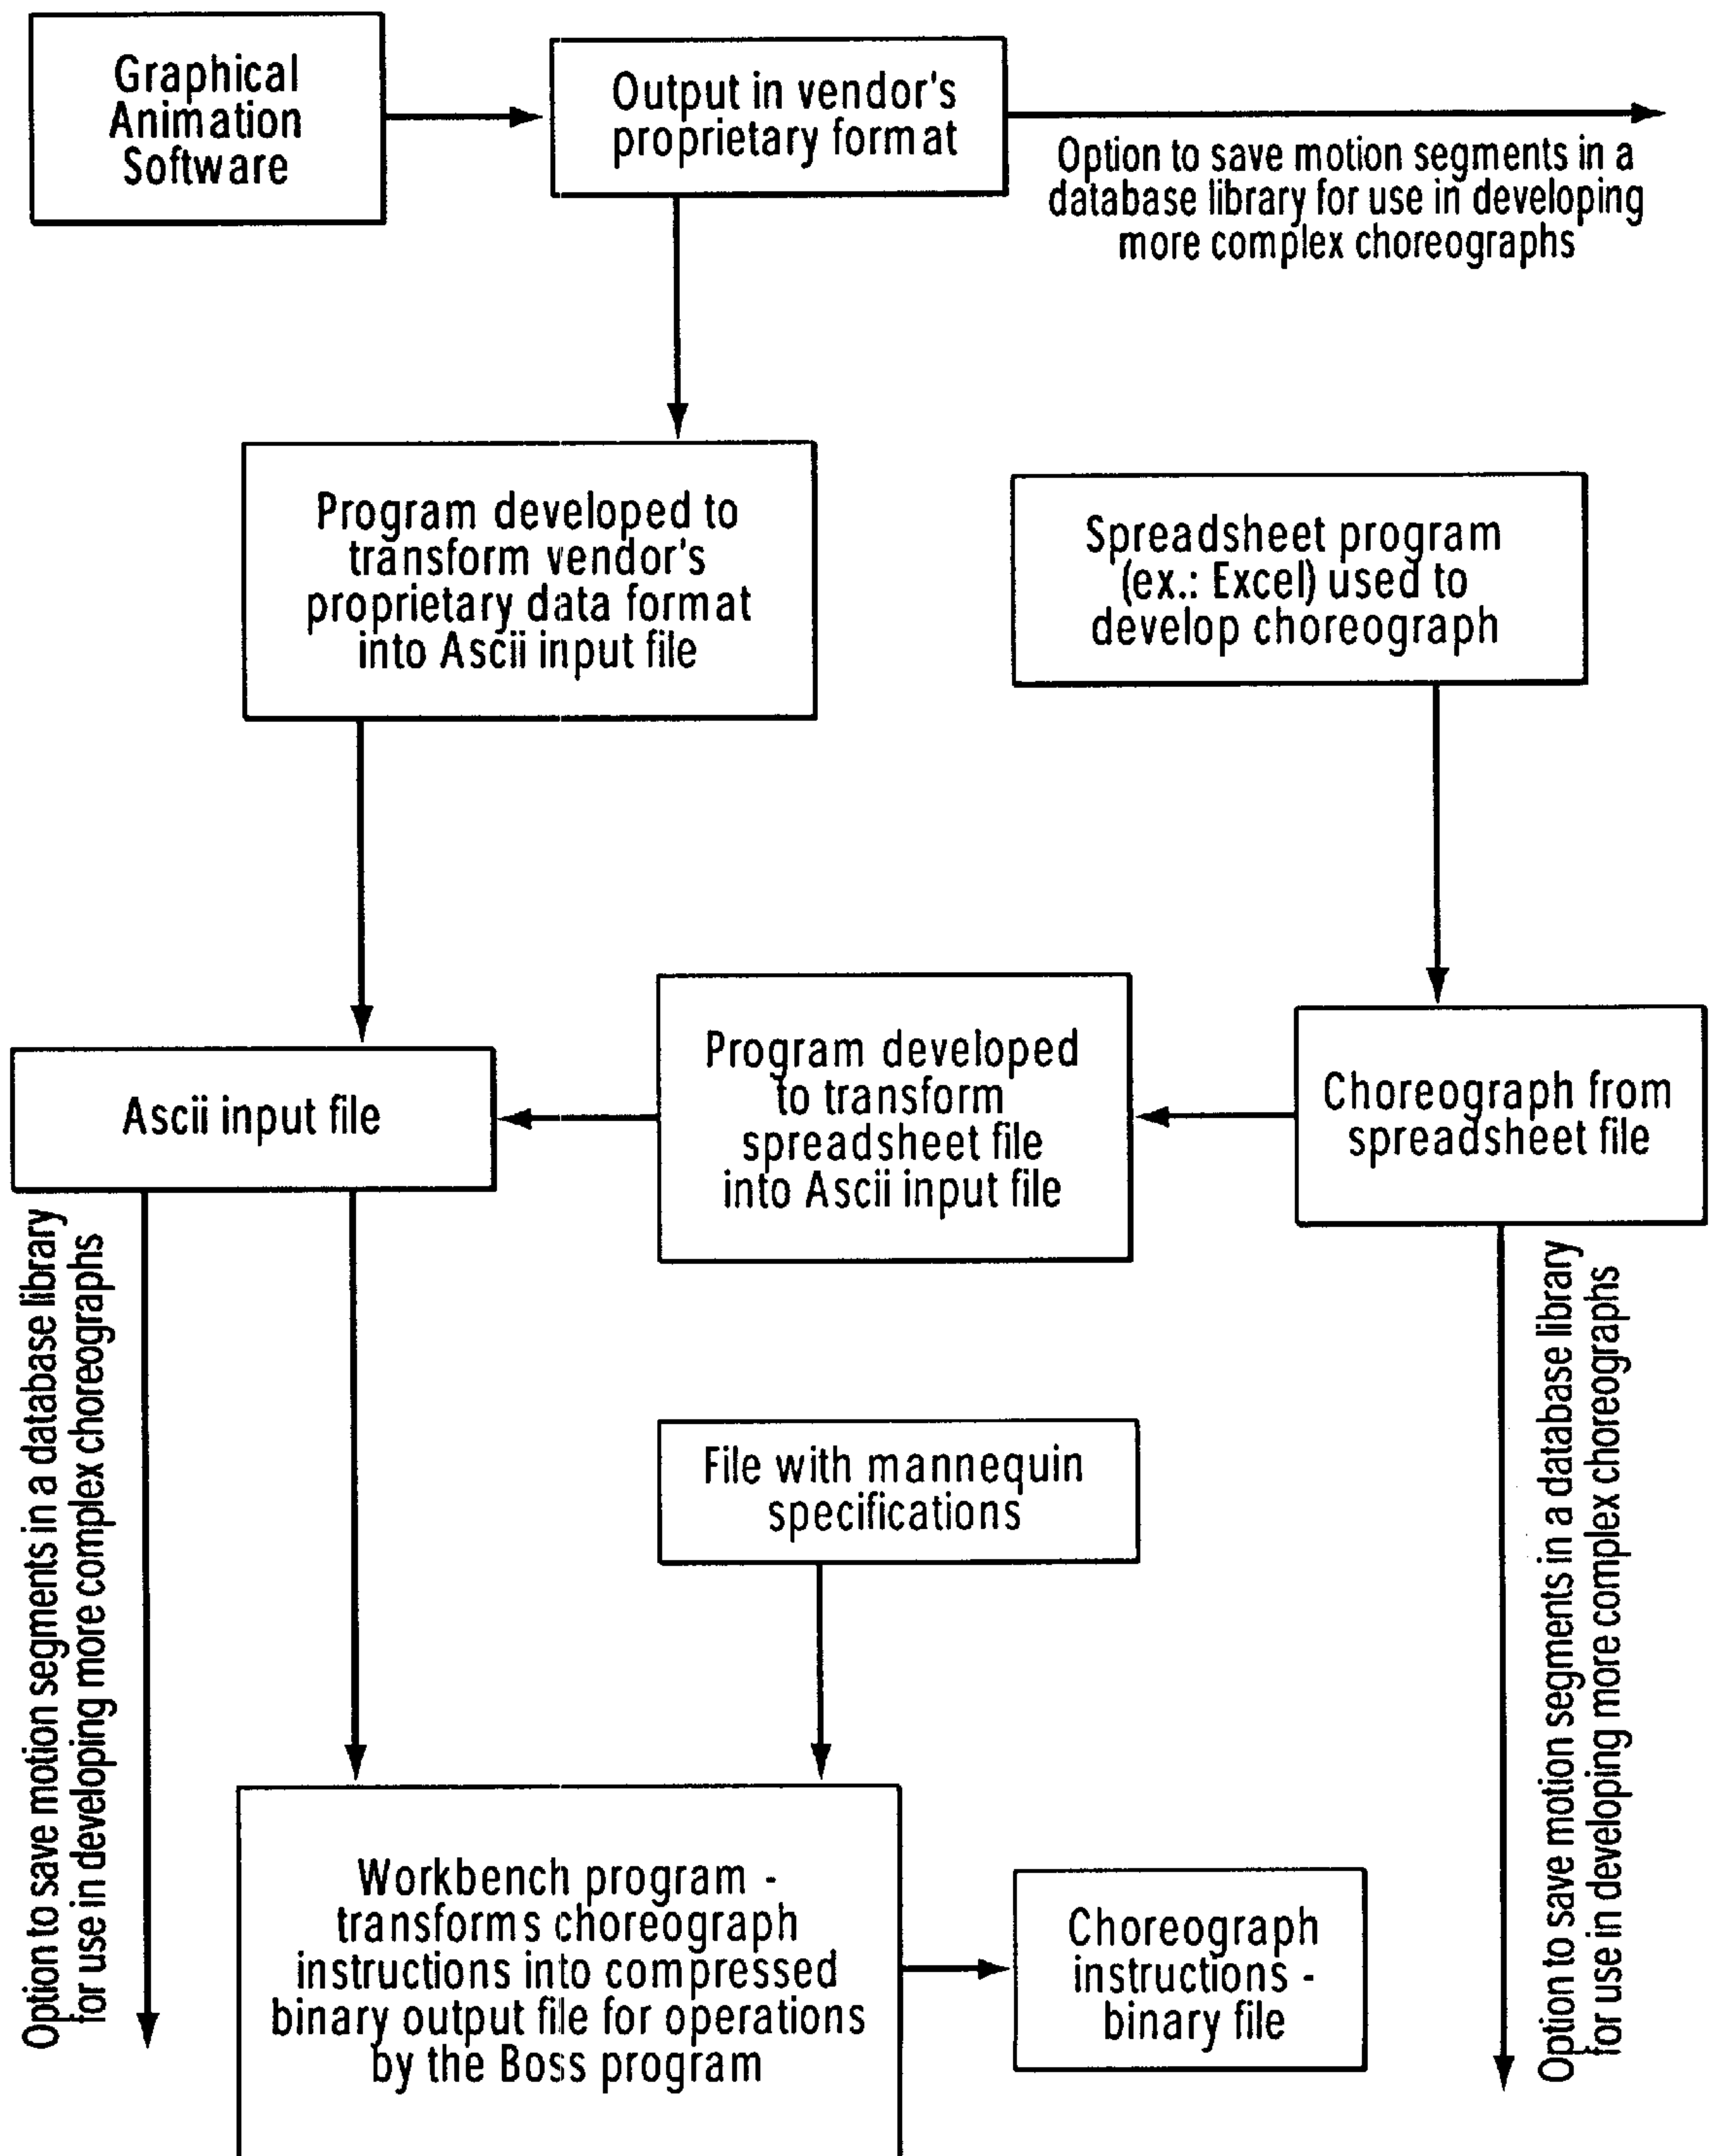 Graphical
Animation
Software
Output in vendor's
proprietary format
Option to save motion segments in a
database library for use in developing
more complex choreographs
Program developed to
transform vendor's
proprietary data format
into Ascii input file
Spreadsheet program
(ex.: Excel) used to
develop choreograph
Ascii input file
Program developed
to transform
spreadsheet file
into Ascii input file
Choreograph from
spreadsheet file
Option to save motion segments in a database library
for use in developing more complex choreographs
File with mannequin
specifications
Option to save motion segments in a database library
for use in developing more complex choreographs
Workbench program -
transforms choreograph
instructions into compressed
binary output file for operations
by the Boss program
Choreograph
instructions -
binary file